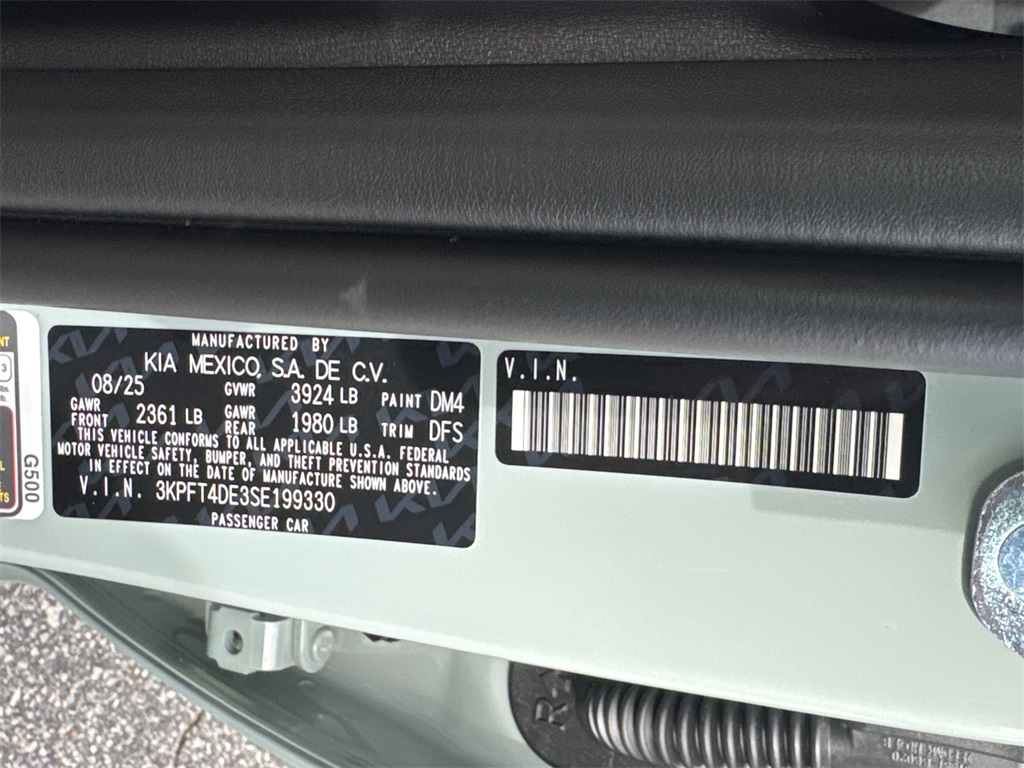 MANUFACTURED BY
KIA MEXICO, S.A. DE C.V.
08/25 GVWR 3924 LB PAINT DM4
GAWR FRONT 2361 LB GAWR REAR 1980 LB TRIM DFS
THIS VEHICLE CONFORMS TO ALL APPLICABLE U.S.A. FEDERAL
MOTOR VEHICLE SAFETY, BUMPER, AND THEFT PREVENTION STANDARDS
IN EFFECT ON THE DATE OF MANUFACTURE SHOWN ABOVE.
V.I.N. 3KPFT4DE3SE199330
PASSENGER CAR
V.I.N.
G500
3